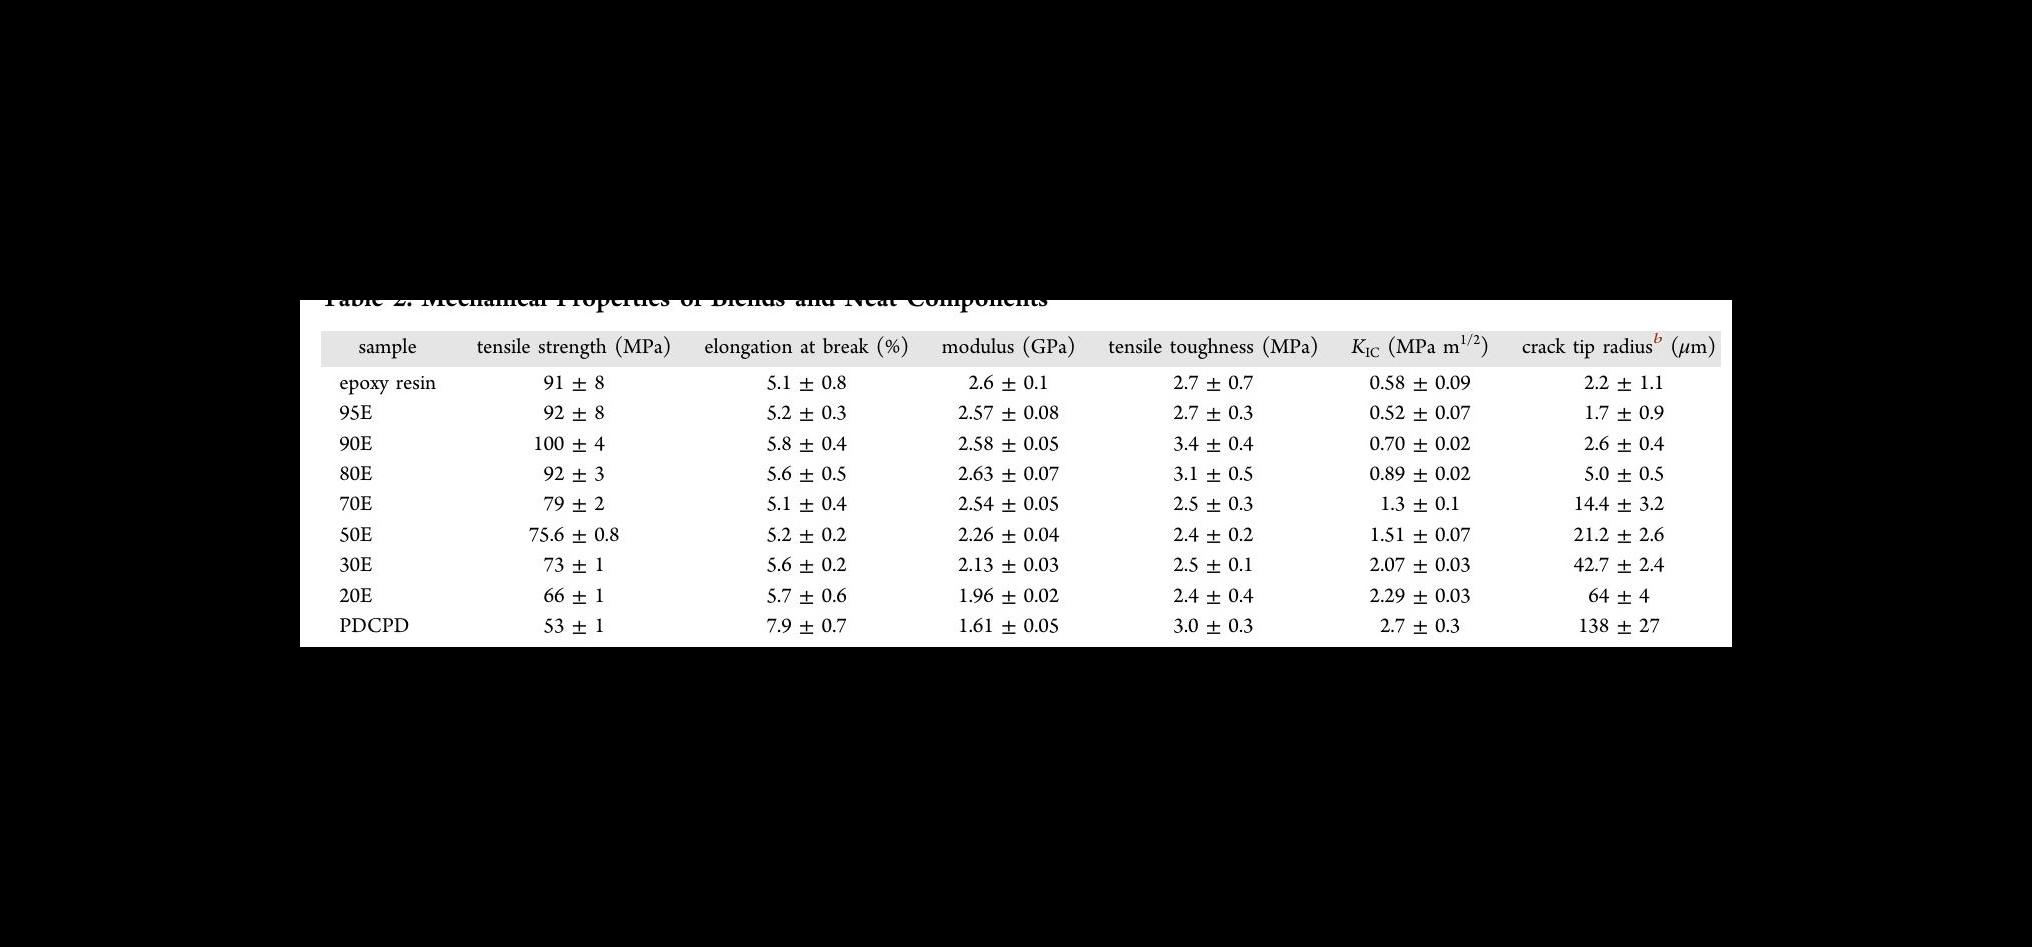 Table 2. Mechanical Properties of Blends and Neat Components
sample tensile strength (MPa) elongation at break (%) modulus (GPa) tensile toughness (MPa) KIC (MPa m1/2) crack tip radiusb (μm)
epoxy resin 91 ± 8 5.1 ± 0.8 2.6 ± 0.1 2.7 ± 0.7 0.58 ± 0.09 2.2 ± 1.1
95E 92 ± 8 5.2 ± 0.3 2.57 ± 0.08 2.7 ± 0.3 0.52 ± 0.07 1.7 ± 0.9
90E 100 ± 4 5.8 ± 0.4 2.58 ± 0.05 3.4 ± 0.4 0.70 ± 0.02 2.6 ± 0.4
80E 92 ± 3 5.6 ± 0.5 2.63 ± 0.07 3.1 ± 0.5 0.89 ± 0.02 5.0 ± 0.5
70E 79 ± 2 5.1 ± 0.4 2.54 ± 0.05 2.5 ± 0.3 1.3 ± 0.1 14.4 ± 3.2
50E 75.6 ± 0.8 5.2 ± 0.2 2.26 ± 0.04 2.4 ± 0.2 1.51 ± 0.07 21.2 ± 2.6
30E 73 ± 1 5.6 ± 0.2 2.13 ± 0.03 2.5 ± 0.1 2.07 ± 0.03 42.7 ± 2.4
20E 66 ± 1 5.7 ± 0.6 1.96 ± 0.02 2.4 ± 0.4 2.29 ± 0.03 64 ± 4
PDCPD 53 ± 1 7.9 ± 0.7 1.61 ± 0.05 3.0 ± 0.3 2.7 ± 0.3 138 ± 27